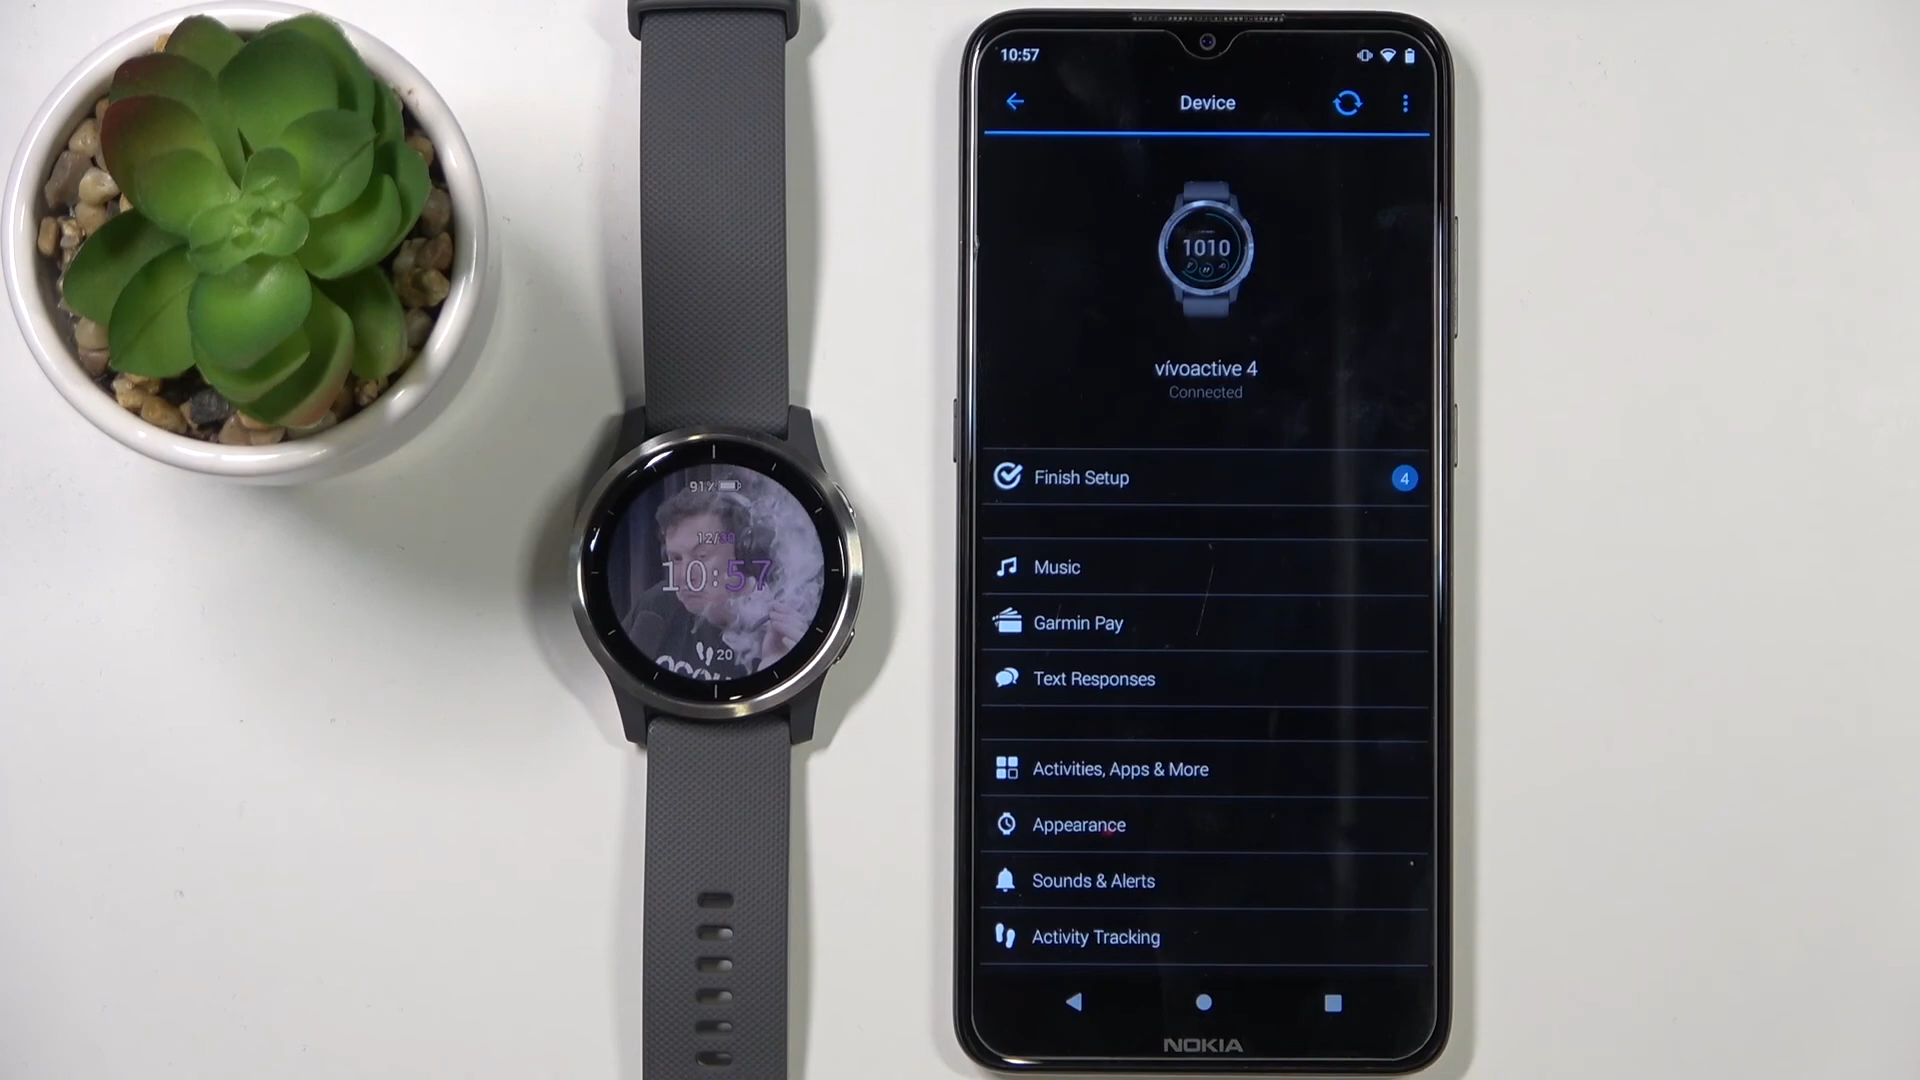 91%
12/30
10:57
20
10:57
Device
1010
vívoactive 4
Connected
Finish Setup
4
Music
Garmin Pay
Text Responses
Activities, Apps & More
Appearance
Sounds & Alerts
Activity Tracking
NOKIA